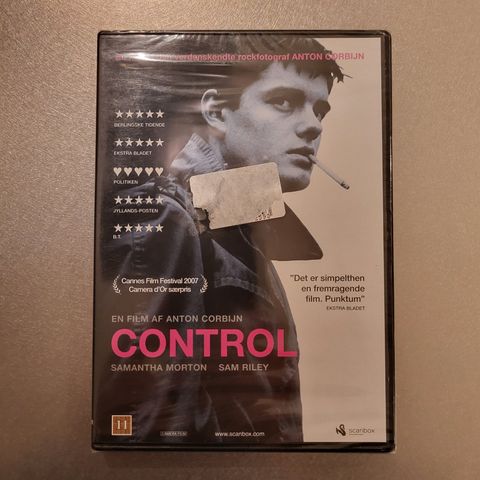 verdenskendte rockfotograf ANTON CORBIJN
★★★★★
BERLINGSKE TIDENDE
★★★★★
EKSTRA BLADET
♥♥♥♥♥
POLITIKEN
★★★★★
JYLLANDS-POSTEN
★★★★★
B.T.
Cannes Film Festival 2007
Camera d'Or særpris
"Det er simpelthen
en fremragende
film. Punktum"
EKSTRA BLADET
EN FILM AF ANTON CORBIJN
CONTROL
SAMANTHA MORTON SAM RILEY
11
www.scanbox.com
scanbox